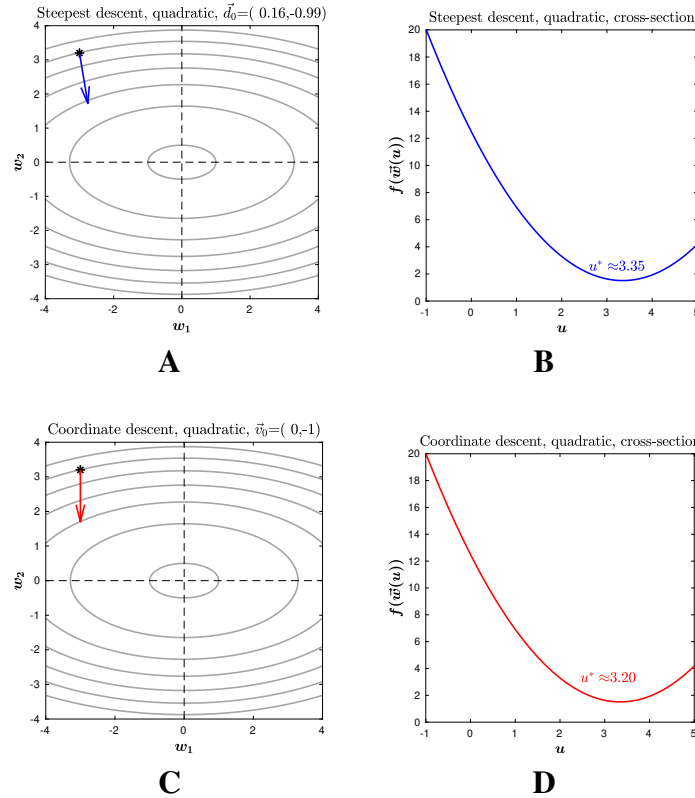 Steepest descent, quadratic, d⃗₀=( 0.16,-0.99)
4
3
2
1
0
-1
-2
-3
-4
w₂
-4 -2 0 2 4
w₁
A
Steepest descent, quadratic, cross-section
20
18
16
14
12
10
8
6
4
2
0
f(w⃗(u))
u* ≈3.35
-1 0 1 2 3 4 5
u
B
Coordinate descent, quadratic, v⃗₀=( 0,-1)
4
3
2
1
0
-1
-2
-3
-4
w₂
-4 -2 0 2 4
w₁
C
Coordinate descent, quadratic, cross-section
20
18
16
14
12
10
8
6
4
2
0
f(w⃗(u))
u* ≈3.20
-1 0 1 2 3 4 5
u
D